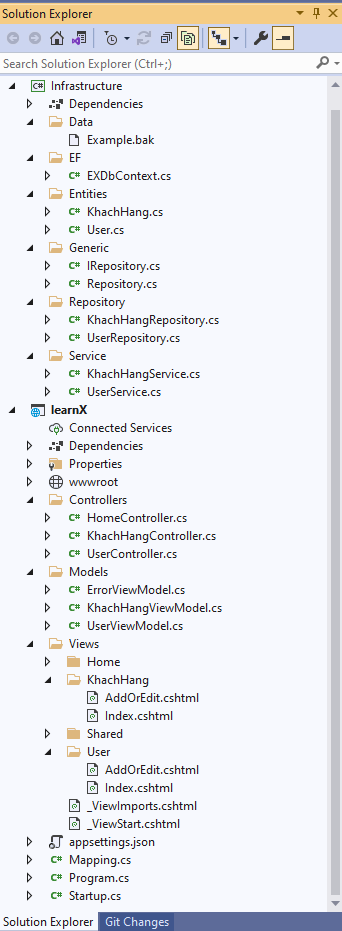 Solution Explorer
Search Solution Explorer (Ctrl+;)
C# Infrastructure
Dependencies
Data
Example.bak
EF
C# EXDbContext.cs
Entities
C# KhachHang.cs
C# User.cs
Generic
C# IRepository.cs
C# Repository.cs
Repository
C# KhachHangRepository.cs
C# UserRepository.cs
Service
C# KhachHangService.cs
C# UserService.cs
learnX
Connected Services
Dependencies
Properties
wwwroot
Controllers
C# HomeController.cs
C# KhachHangController.cs
C# UserController.cs
Models
C# ErrorViewModel.cs
C# KhachHangViewModel.cs
C# UserViewModel.cs
Views
Home
KhachHang
AddOrEdit.cshtml
Index.cshtml
Shared
User
AddOrEdit.cshtml
Index.cshtml
_ViewImports.cshtml
_ViewStart.cshtml
appsettings.json
C# Mapping.cs
C# Program.cs
C# Startup.cs
Solution Explorer Git Changes